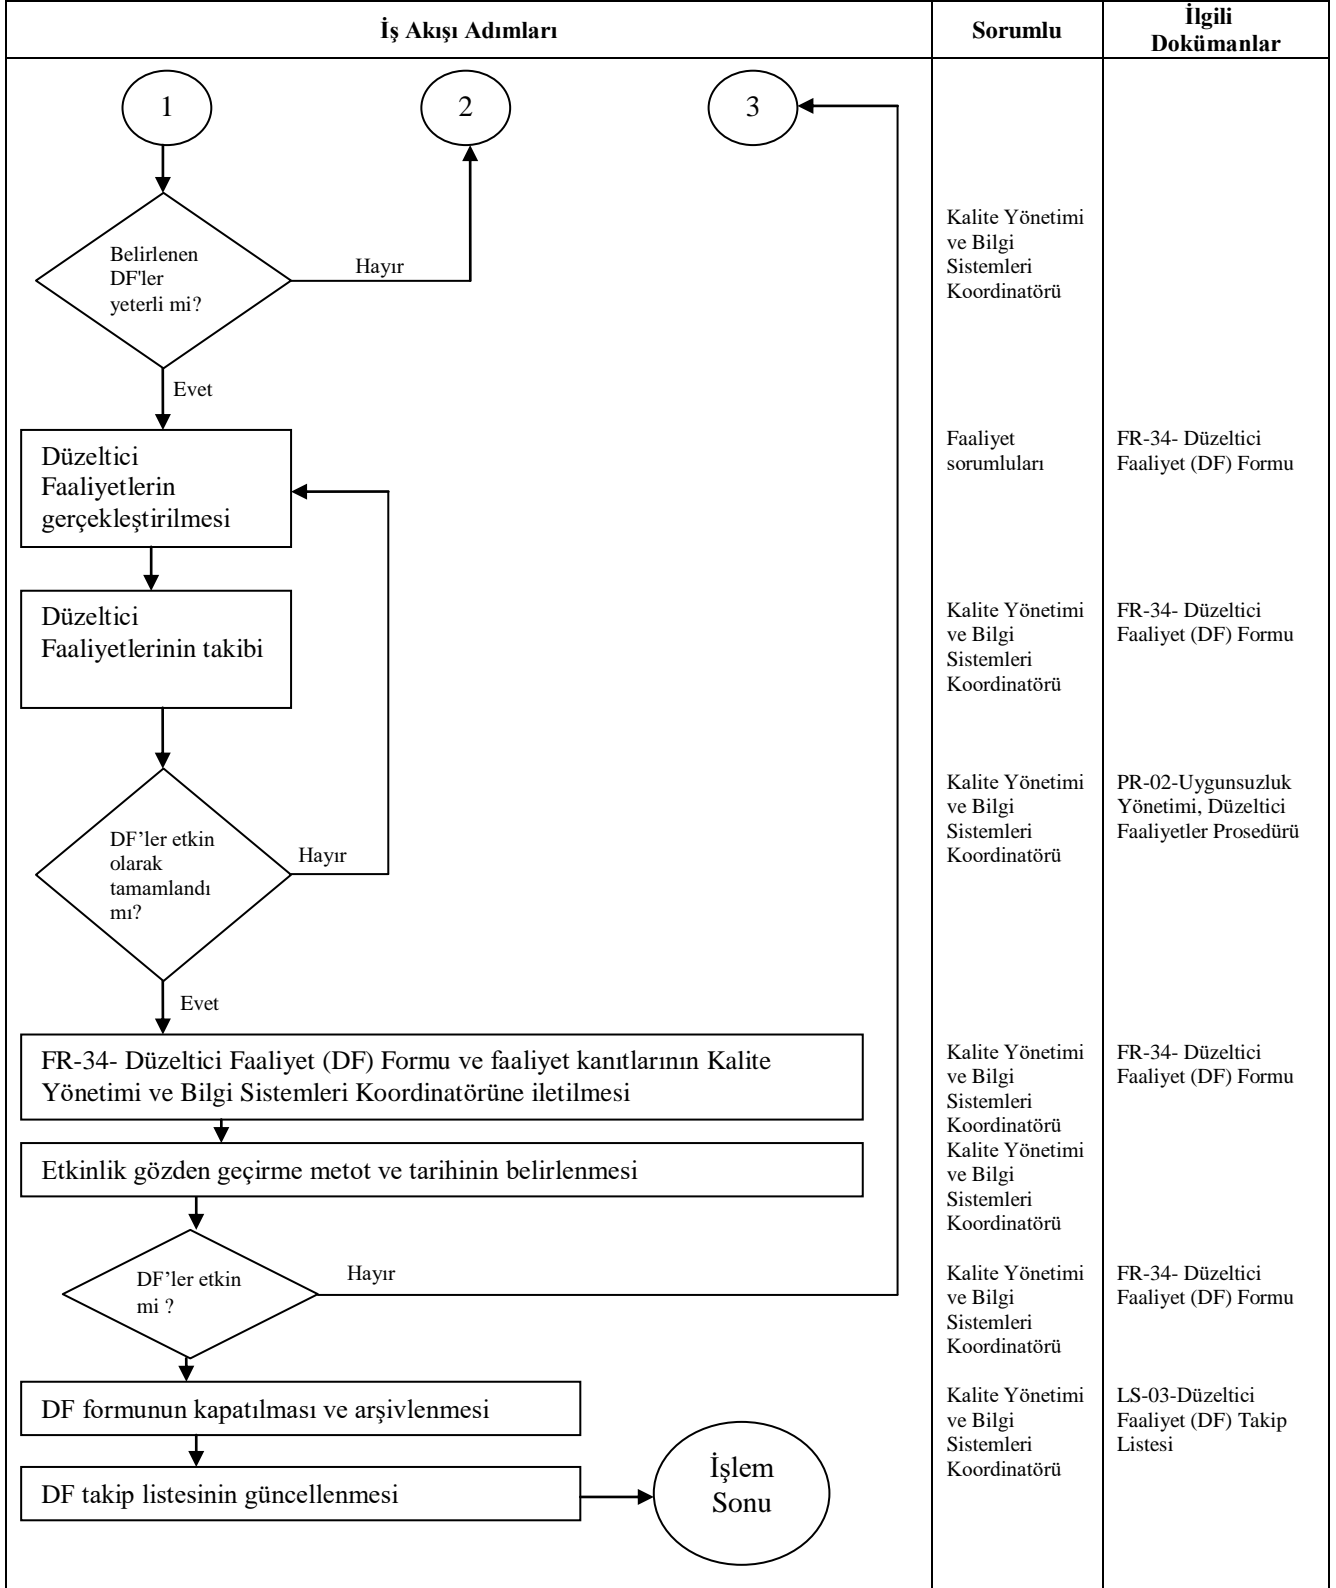 İş Akışı Adımları
Sorumlu
İlgili
Dokümanlar
1
2
3
Belirlenen
DF'ler
yeterli mi?
Hayır
Kalite Yönetimi
ve Bilgi
Sistemleri
Koordinatörü
Evet
Düzeltici
Faaliyetlerin
gerçekleştirilmesi
Faaliyet
sorumluları
FR-34- Düzeltici
Faaliyet (DF) Formu
Düzeltici
Faaliyetlerinin takibi
Kalite Yönetimi
ve Bilgi
Sistemleri
Koordinatörü
FR-34- Düzeltici
Faaliyet (DF) Formu
DF’ler etkin
olarak
tamamlandı
mı?
Hayır
Kalite Yönetimi
ve Bilgi
Sistemleri
Koordinatörü
PR-02-Uygunsuzluk
Yönetimi, Düzeltici
Faaliyetler Prosedürü
Evet
FR-34- Düzeltici Faaliyet (DF) Formu ve faaliyet kanıtlarının Kalite
Yönetimi ve Bilgi Sistemleri Koordinatörüne iletilmesi
Kalite Yönetimi
ve Bilgi
Sistemleri
Koordinatörü
FR-34- Düzeltici
Faaliyet (DF) Formu
Etkinlik gözden geçirme metot ve tarihinin belirlenmesi
Kalite Yönetimi
ve Bilgi
Sistemleri
Koordinatörü
DF’ler etkin
mi ?
Hayır
Kalite Yönetimi
ve Bilgi
Sistemleri
Koordinatörü
FR-34- Düzeltici
Faaliyet (DF) Formu
DF formunun kapatılması ve arşivlenmesi
Kalite Yönetimi
ve Bilgi
Sistemleri
Koordinatörü
LS-03-Düzeltici
Faaliyet (DF) Takip
Listesi
DF takip listesinin güncellenmesi
İşlem
Sonu